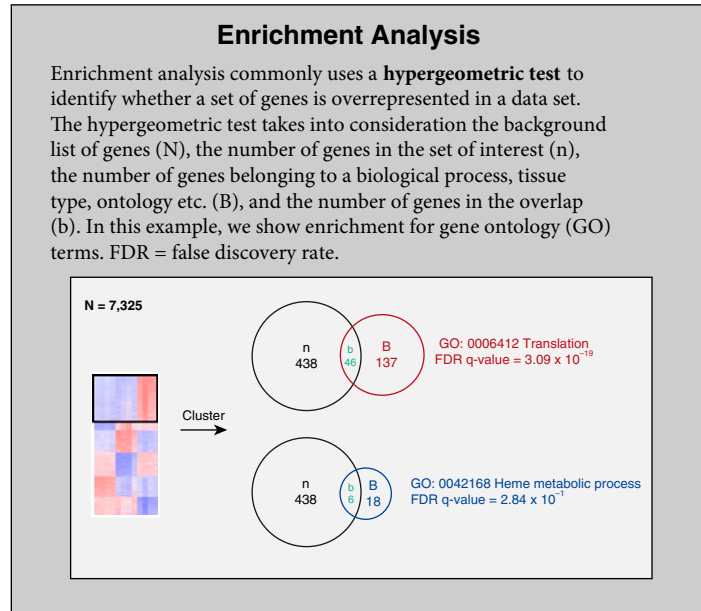 Enrichment Analysis
Enrichment analysis commonly uses a hypergeometric test to
identify whether a set of genes is overrepresented in a data set.
The hypergeometric test takes into consideration the background
list of genes (N), the number of genes in the set of interest (n),
the number of genes belonging to a biological process, tissue
type, ontology etc. (B), and the number of genes in the overlap
(b). In this example, we show enrichment for gene ontology (GO)
terms. FDR = false discovery rate.
N = 7,325
Cluster
n
438
b
46
B
137
GO: 0006412 Translation
FDR q-value = 3.09 x 10⁻¹⁹
n
438
b
6
B
18
GO: 0042168 Heme metabolic process
FDR q-value = 2.84 x 10⁻¹